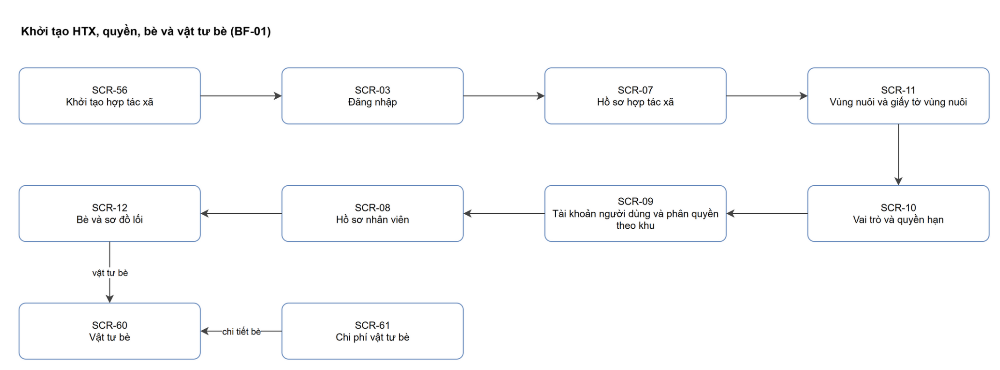 Khởi tạo HTX, quyền, bè và vật tư bè (BF-01)
SCR-56
Khởi tạo hợp tác xã
SCR-03
Đăng nhập
SCR-07
Hồ sơ hợp tác xã
SCR-11
Vùng nuôi và giấy tờ vùng nuôi
SCR-12
Bè và sơ đồ lối
SCR-08
Hồ sơ nhân viên
SCR-09
Tài khoản người dùng và phân quyền
theo khu
SCR-10
Vai trò và quyền hạn
vật tư bè
SCR-60
Vật tư bè
chi tiết bè
SCR-61
Chi phí vật tư bè